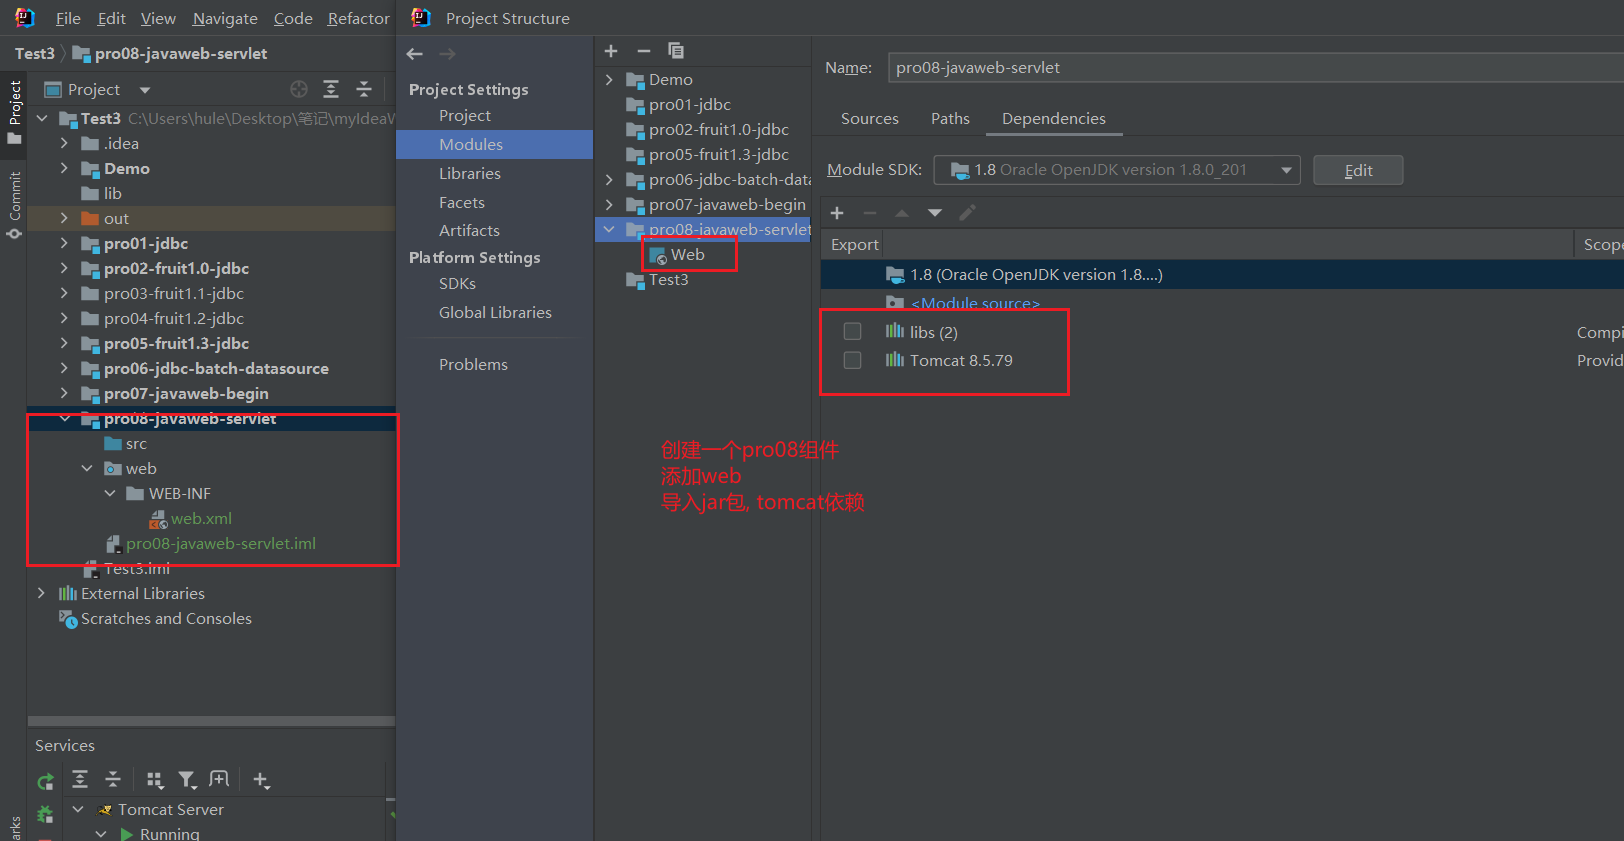 File Edit View Navigate Code Refactor
Project Structure
Test3 pro08-javaweb-servlet
Project
Project
Commit
Test3 C:\Users\hule\Desktop\笔记\myIdeaW
.idea
Demo
lib
out
pro01-jdbc
pro02-fruit1.0-jdbc
pro03-fruit1.1-jdbc
pro04-fruit1.2-jdbc
pro05-fruit1.3-jdbc
pro06-jdbc-batch-datasource
pro07-javaweb-begin
pro08-javaweb-servlet
src
web
WEB-INF
web.xml
pro08-javaweb-servlet.iml
Test3.iml
External Libraries
Scratches and Consoles
Services
Tomcat Server
Running
arks
Project Settings
Project
Modules
Libraries
Facets
Artifacts
Platform Settings
SDKs
Global Libraries
Problems
Demo
pro01-jdbc
pro02-fruit1.0-jdbc
pro05-fruit1.3-jdbc
pro06-jdbc-batch-data
pro07-javaweb-begin
pro08-javaweb-servlet
Web
Test3
Name: pro08-javaweb-servlet
Sources Paths Dependencies
Module SDK: 1.8 Oracle OpenJDK version 1.8.0_201 Edit
Export Scope
1.8 (Oracle OpenJDK version 1.8....)
<Module source>
libs (2) Compi
Tomcat 8.5.79 Provid
创建一个pro08组件
添加web
导入jar包, tomcat依赖